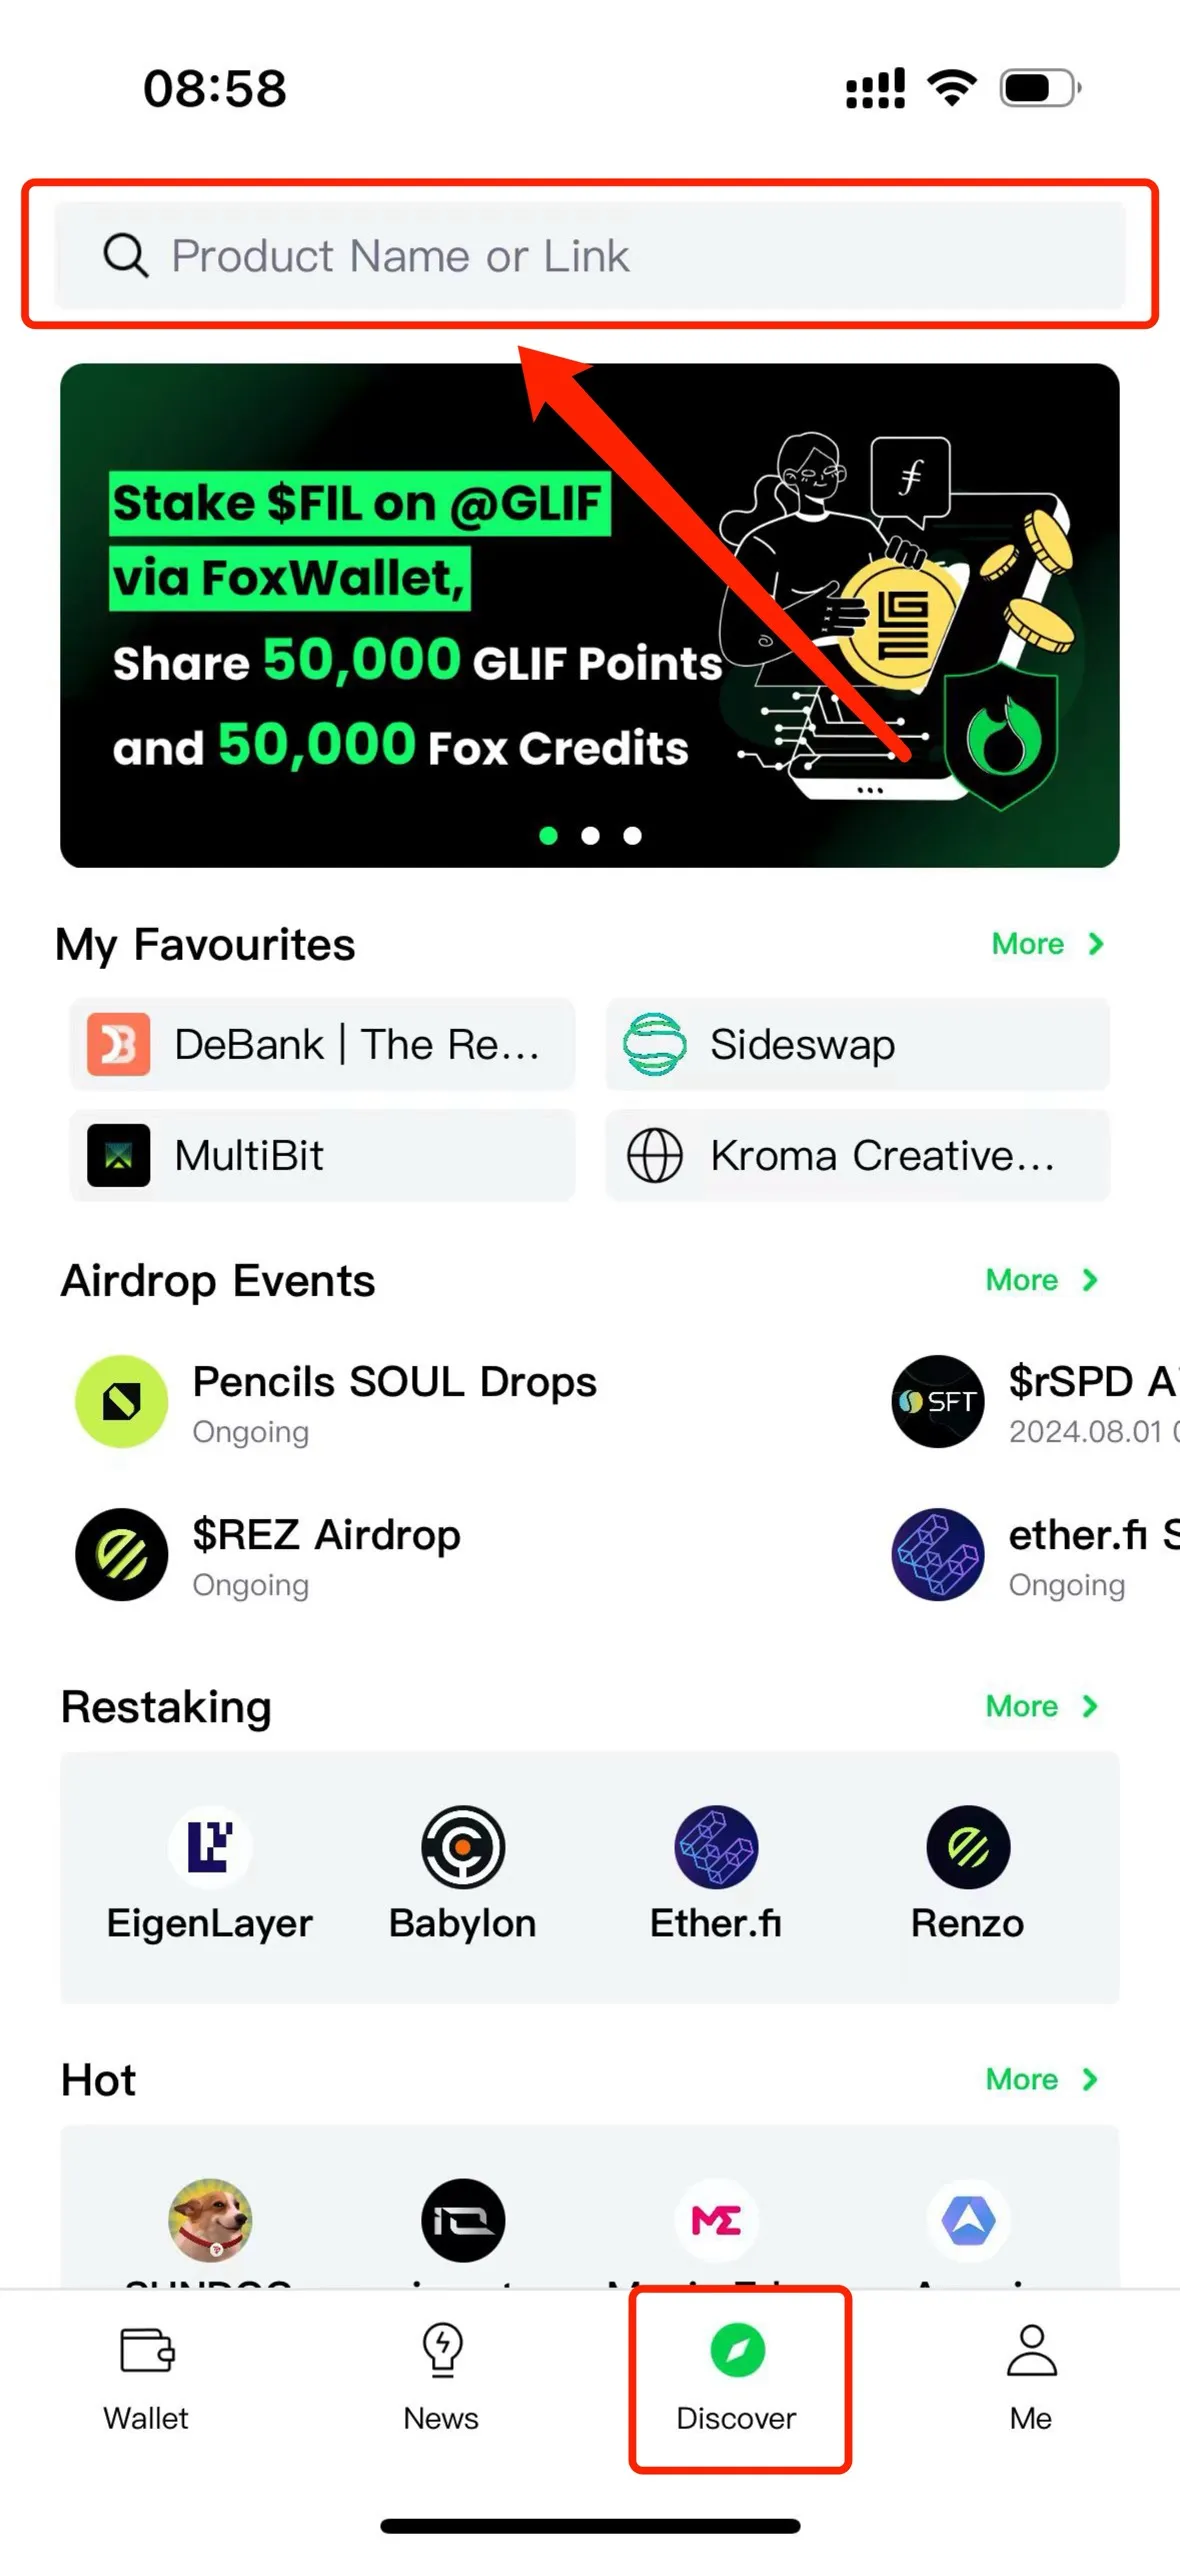 08:58
Product Name or Link
Stake $FIL on @GLIF
via FoxWallet,
Share 50,000 GLIF Points
and 50,000 Fox Credits
My Favourites
More
DeBank | The Re...
Sideswap
MultiBit
Kroma Creative...
Airdrop Events
More
Pencils SOUL Drops
Ongoing
SFT
$rSPD A
2024.08.01
$REZ Airdrop
Ongoing
ether.fi S
Ongoing
Restaking
More
EigenLayer
Babylon
Ether.fi
Renzo
Hot
More
Wallet
News
Discover
Me